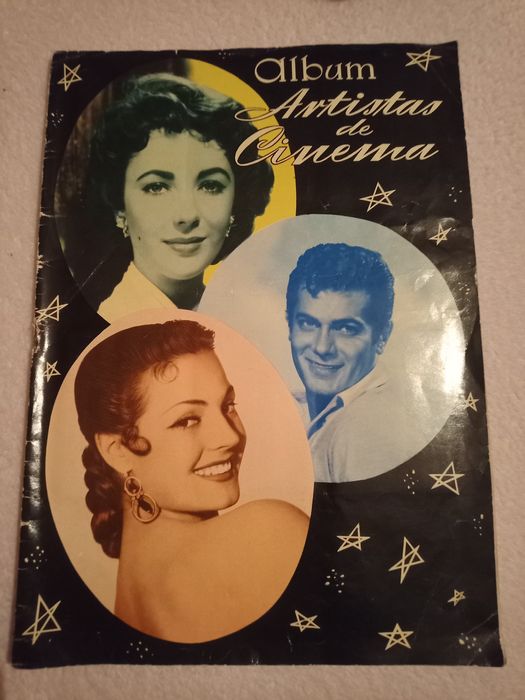 Album
Artistas
de
Cinema